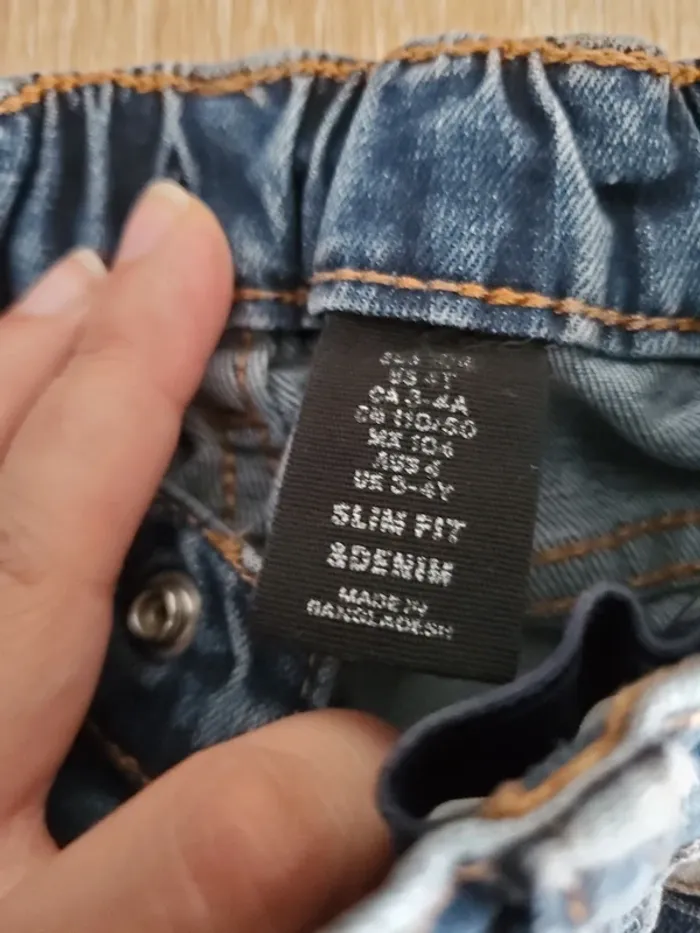 US 4T
CA 3-4A
CN 110/50
MX 104
AUS 4
UK 3-4Y
SLIM FIT
&DENIM
MADE IN
BANGLADESH